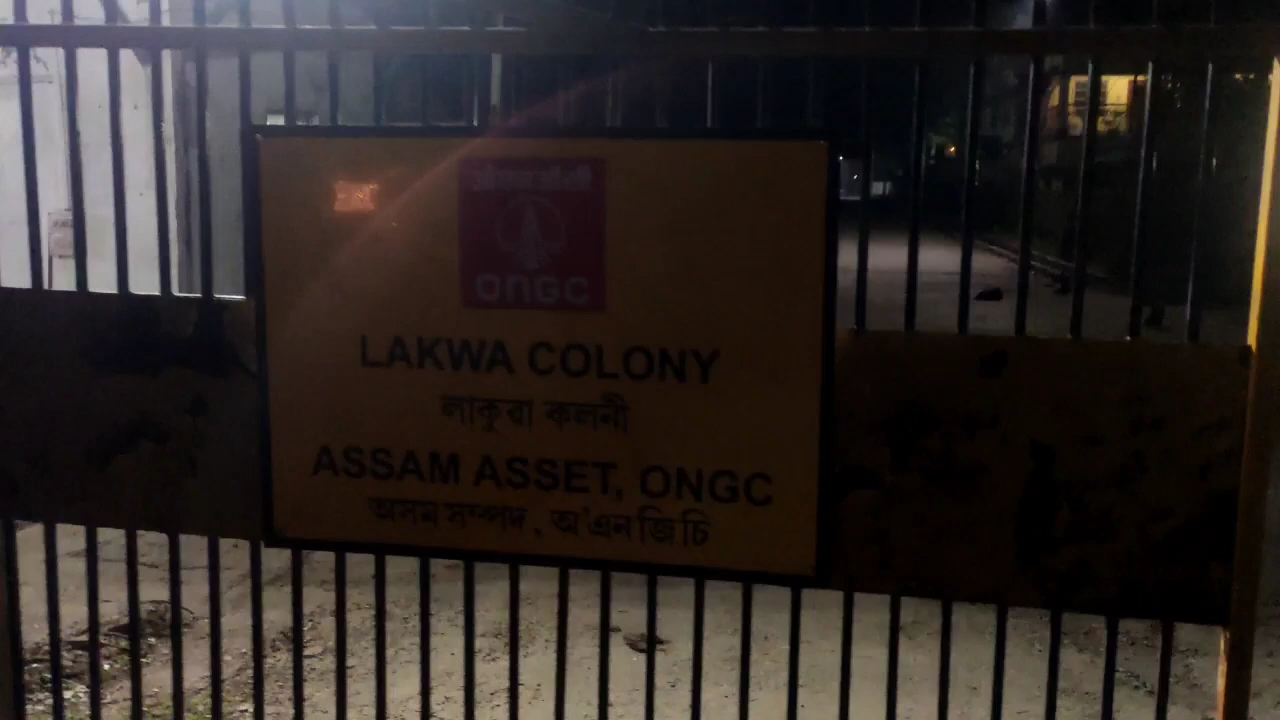 ONGC
LAKWA COLONY
লাকুৱা কলনী
ASSAM ASSET, ONGC
অসম সম্পদ, অ'এনজিচি